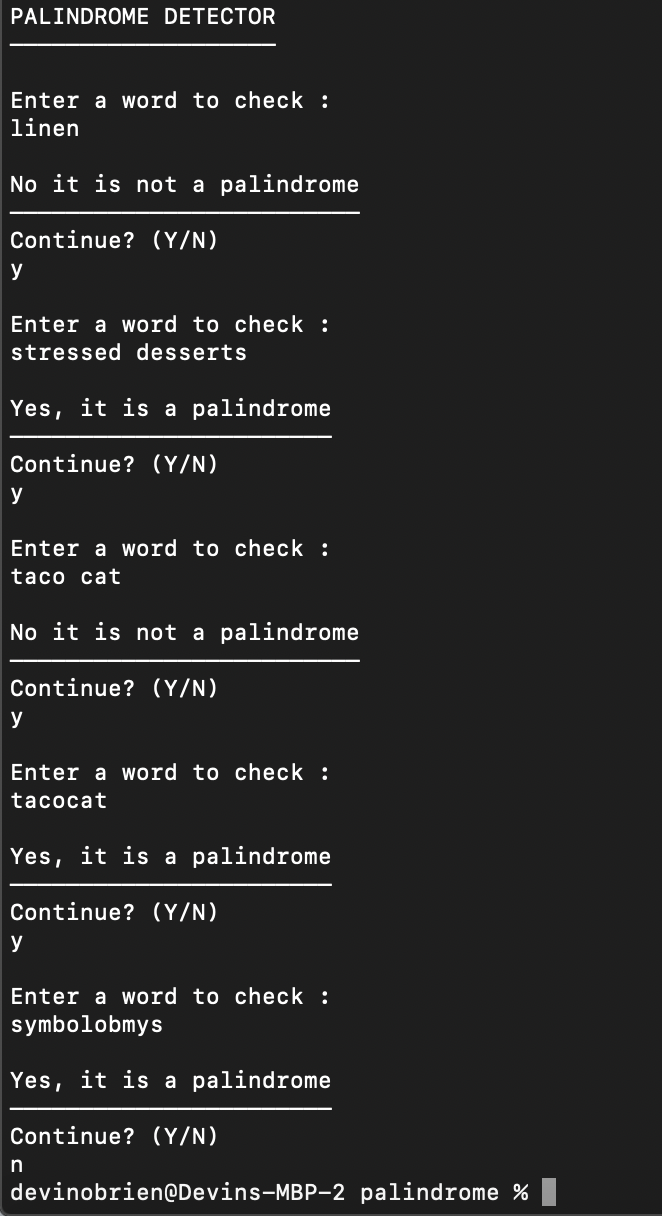 PALINDROME DETECTOR
———————————————————
Enter a word to check :
linen
No it is not a palindrome
—————————————————————————
Continue? (Y/N)
y
Enter a word to check :
stressed desserts
Yes, it is a palindrome
———————————————————————
Continue? (Y/N)
y
Enter a word to check :
taco cat
No it is not a palindrome
—————————————————————————
Continue? (Y/N)
y
Enter a word to check :
tacocat
Yes, it is a palindrome
———————————————————————
Continue? (Y/N)
y
Enter a word to check :
symbolobmys
Yes, it is a palindrome
———————————————————————
Continue? (Y/N)
n
devinobrien@Devins-MBP-2 palindrome %